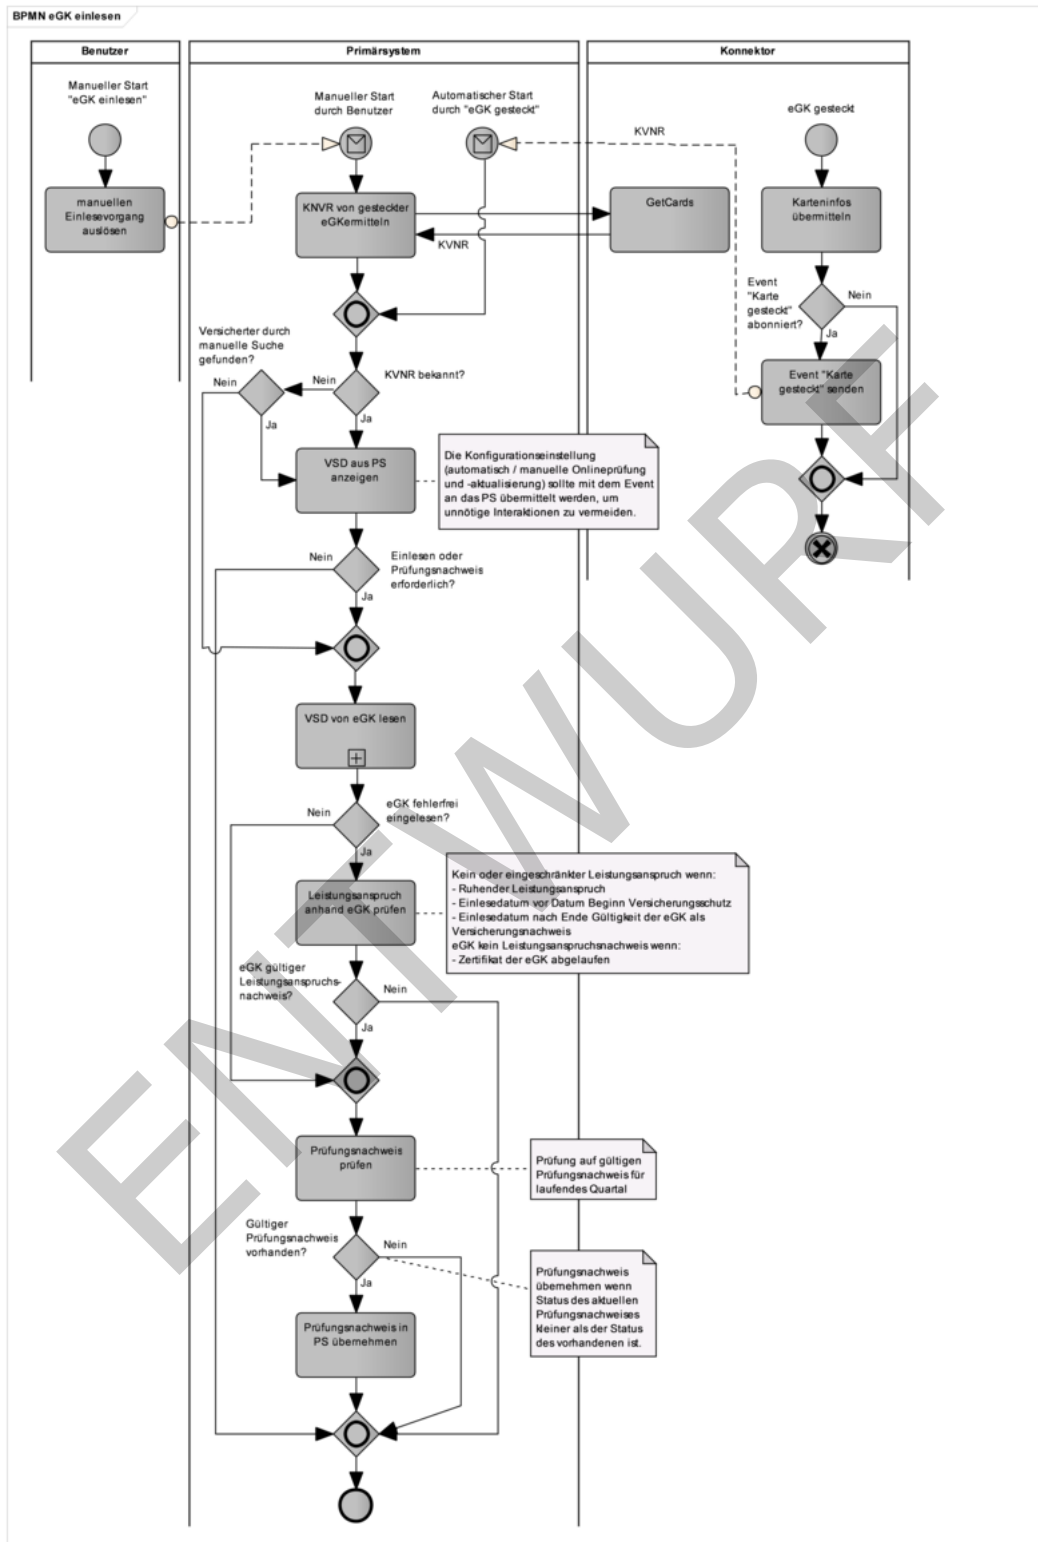 BPMN eGK einlesen
Benutzer
Primärsystem
Konnektor
Manueller Start
"eGK einlesen"
manuellen
Einlesevorgang
auslösen
Manueller Start
durch Benutzer
Automatischer Start
durch "eGK gesteckt"
KVNR
eGK gesteckt
KNVR von gesteckter
eGKermitteln
KVNR
GetCards
Karteninfos
übermitteln
Event
"Karte
gesteckt"
abonniert?
Nein
Ja
Event "Karte
gesteckt" senden
Versicherter durch
manuelle Suche
gefunden?
Nein
Nein
KVNR bekannt?
Ja
Ja
VSD aus PS
anzeigen
Die Konfigurationseinstellung
(automatisch / manuelle Onlineprüfung
und -aktualisierung) sollte mit dem Event
an das PS übermittelt werden, um
unnötige Interaktionen zu vermeiden.
Nein
Einlesen oder
Prüfungsnachweis
erforderlich?
Ja
VSD von eGK lesen
Nein
eGK fehlerfrei
eingelesen?
Ja
Leistungsanspruch
anhand eGK prüfen
Kein oder eingeschränkter Leistungsanspruch wenn:
- Ruhender Leistungsanspruch
- Einlesedatum vor Datum Beginn Versicherungsschutz
- Einlesedatum nach Ende Gültigkeit der eGK als
Versicherungsnachweis
eGK kein Leistungsanspruchsnachweis wenn:
- Zertifikat der eGK abgelaufen
eGK gültiger
Leistungsanspruchs-
nachweis?
Nein
Ja
Prüfungsnachweis
prüfen
Prüfung auf gültigen
Prüfungsnachweis für
laufendes Quartal
Gültiger
Prüfungsnachweis
vorhanden?
Nein
Ja
Prüfungsnachweis
übernehmen wenn
Status des aktuellen
Prüfungsnachweises
kleiner als der Status
des vorhandenen ist.
Prüfungsnachweis in
PS übernehmen
ENTWURF